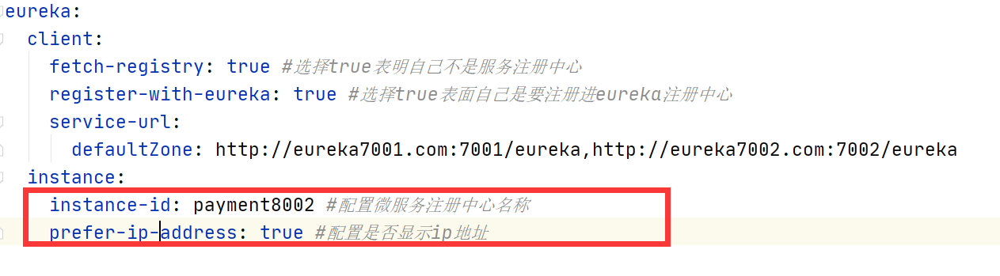 eureka:
client:
fetch-registry: true #选择true表明自己不是服务注册中心
register-with-eureka: true #选择true表面自己是要注册进eureka注册中心
service-url:
defaultZone: http://eureka7001.com:7001/eureka,http://eureka7002.com:7002/eureka
instance:
instance-id: payment8002 #配置微服务注册中心名称
prefer-ip-address: true #配置是否显示ip地址